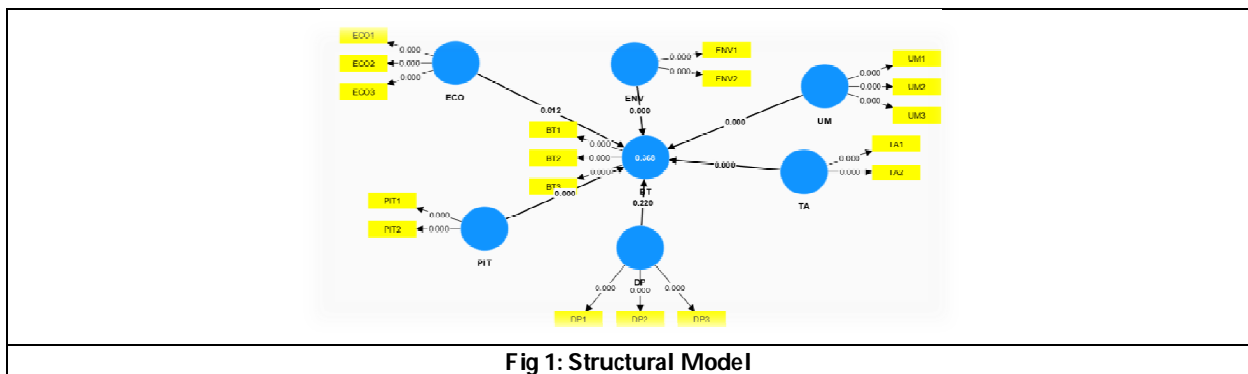 ECO1
0.000
ECO2
0.000
ECO3
0.000
ECO
ENV1
0.000
ENV2
0.000
ENV
UM1
0.000
UM2
0.000
UM3
0.000
UM
0.012
0.000
0.000
BT1
0.000
BT2
0.000
BT3
0.000
0.000
BT
0.000
TA1
0.000
TA2
0.000
TA
PIT1
0.000
PIT2
0.000
PIT
0.220
DP
0.000
0.000
0.000
DP1
DP2
DP3
Fig 1: Structural Model